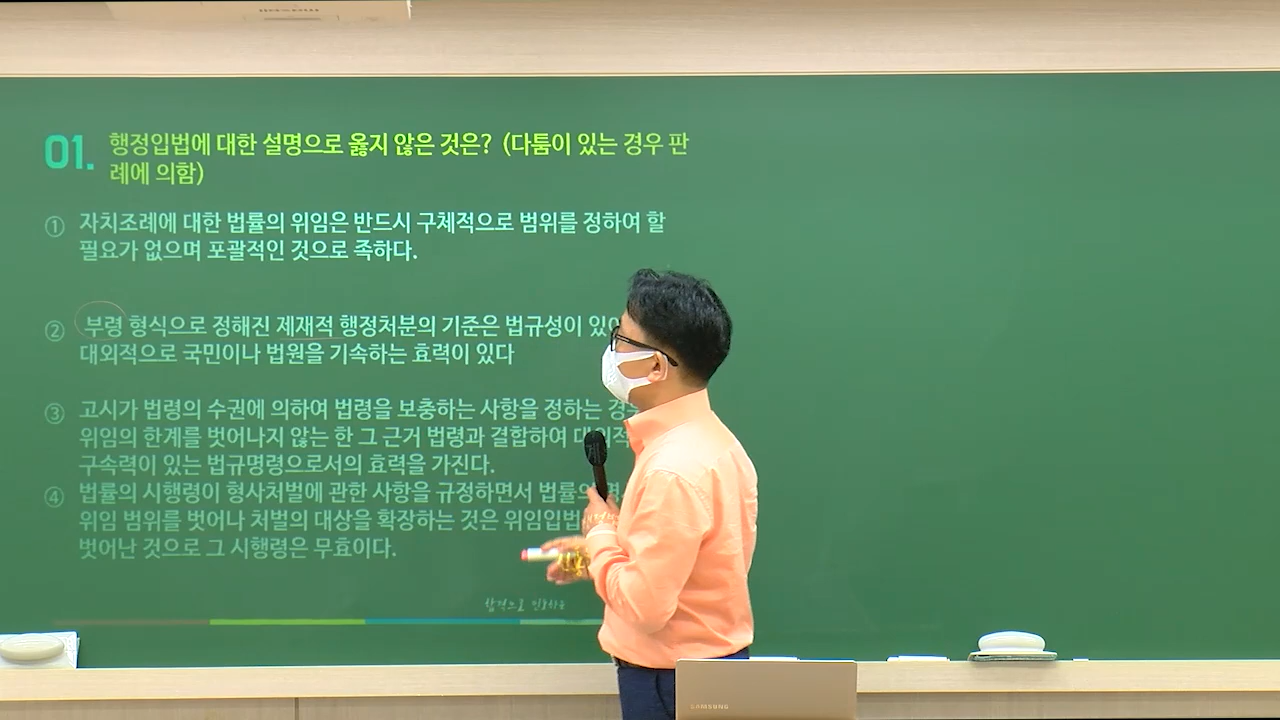 01. 행정입법에 대한 설명으로 옳지 않은 것은? (다툼이 있는 경우 판
례에 의함)
① 자치조례에 대한 법률의 위임은 반드시 구체적으로 범위를 정하여 할
필요가 없으며 포괄적인 것으로 족하다.
② 부령 형식으로 정해진 제재적 행정처분의 기준은 법규성이
대외적으로 국민이나 법원을 기속하는 효력이 있다
③ 고시가 법령의 수권에 의하여 법령을 보충하는 사항을 정하는
위임의 한계를 벗어나지 않는 한 그 근거 법령과 결합하여
구속력이 있는 법규명령으로서의 효력을 가진다.
④ 법률의 시행령이 형사처벌에 관한 사항을 규정하면서 법률의
위임 범위를 벗어나 처벌의 대상을 확장하는 것은
벗어난 것으로 그 시행령은 무효이다.
합격으로
SAMSUNG